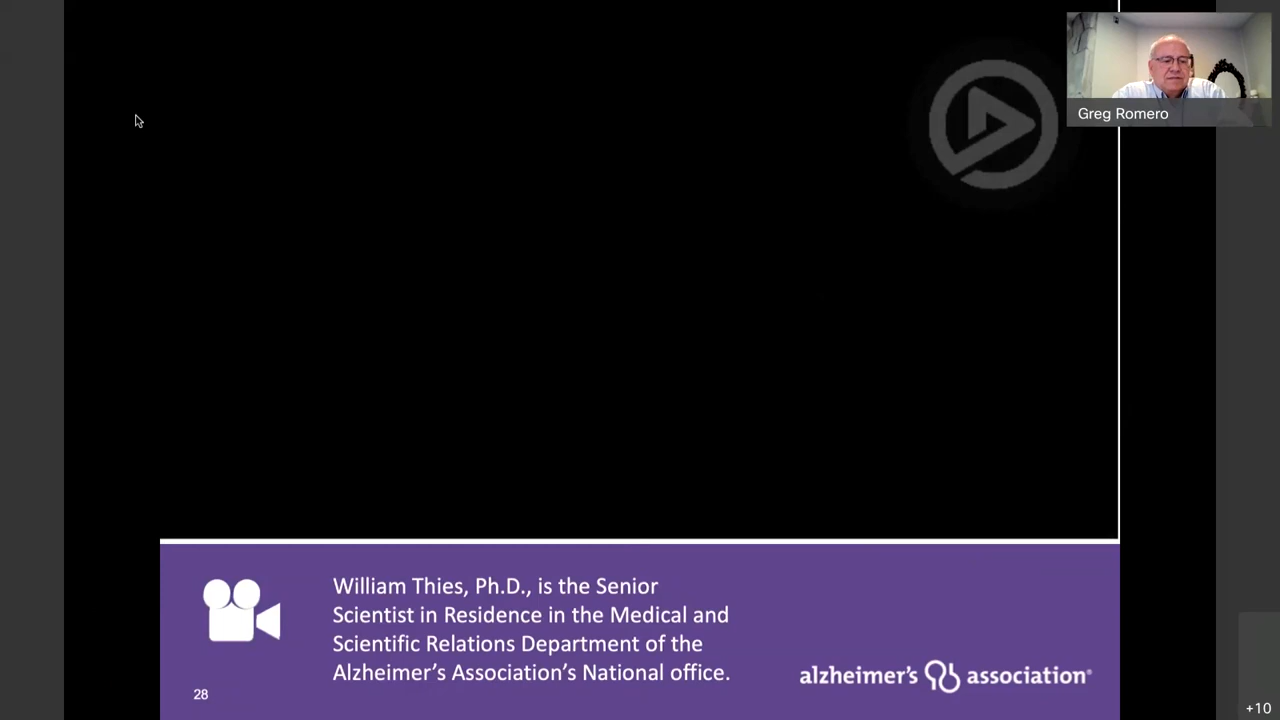 Greg Romero
William Thies, Ph.D., is the Senior
Scientist in Residence in the Medical and
Scientific Relations Department of the
Alzheimer's Association's National office.
alzheimer's association®
28
+10